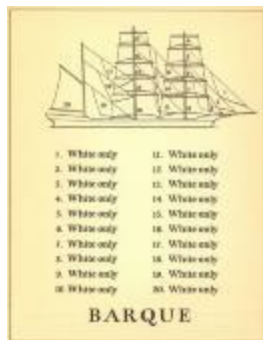 1. White only
2. White only
3. White only
4. White only
5. White only
6. White only
7. White only
8. White only
9. White only
10. White only
11. White only
12. White only
13. White only
14. White only
15. White only
16. White only
17. White only
18. White only
19. White only
20. White only
BARQUE